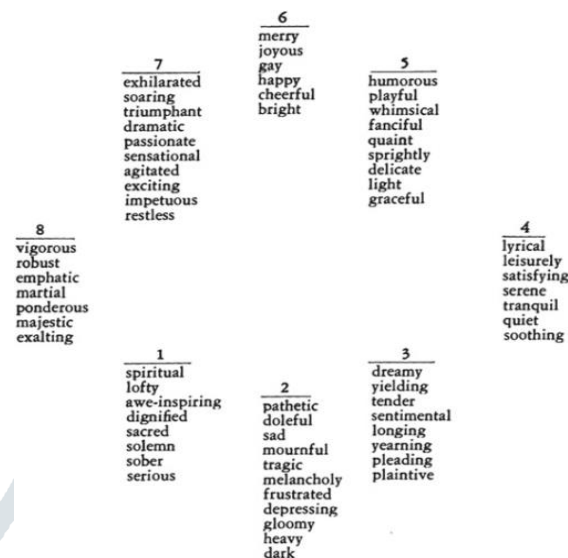 6
merry
joyous
gay
happy
cheerful
bright
7
exhilarated
soaring
triumphant
dramatic
passionate
sensational
agitated
exciting
impetuous
restless
5
humorous
playful
whimsical
fanciful
quaint
sprightly
delicate
light
graceful
8
vigorous
robust
emphatic
martial
ponderous
majestic
exalting
4
lyrical
leisurely
satisfying
serene
tranquil
quiet
soothing
1
spiritual
lofty
awe-inspiring
dignified
sacred
solemn
sober
serious
2
pathetic
doleful
sad
mournful
tragic
melancholy
frustrated
depressing
gloomy
heavy
dark
3
dreamy
yielding
tender
sentimental
longing
yearning
pleading
plaintive